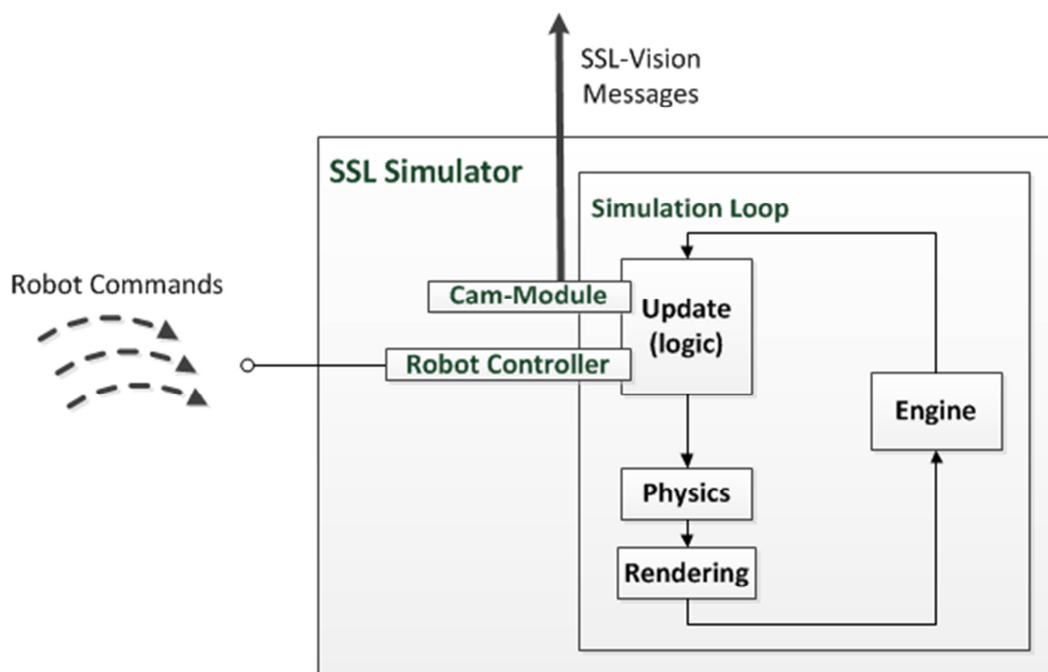 SSL-Vision
Messages
SSL Simulator
Simulation Loop
Robot Commands
Cam-Module
Update
(logic)
Robot Controller
Engine
Physics
Rendering